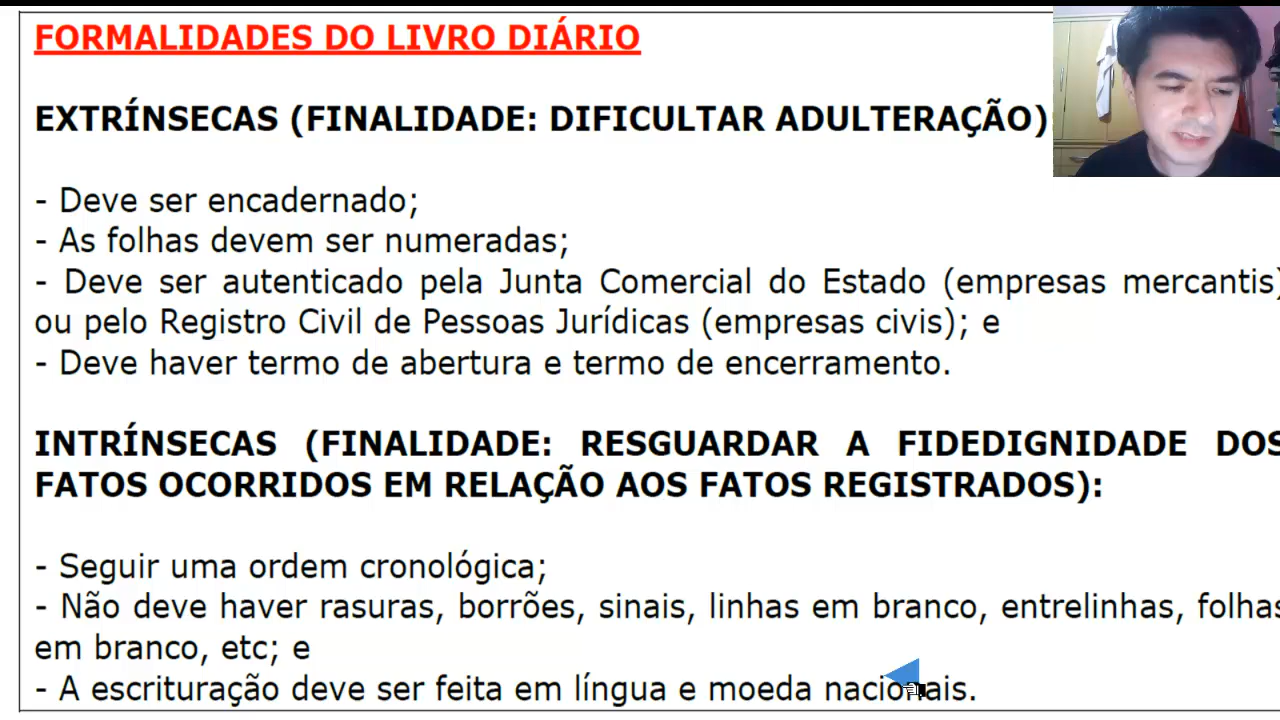 FORMALIDADES DO LIVRO DIÁRIO
EXTRÍNSECAS (FINALIDADE: DIFICULTAR ADULTERAÇÃO)
- Deve ser encadernado;
- As folhas devem ser numeradas;
- Deve ser autenticado pela Junta Comercial do Estado (empresas mercantis)
ou pelo Registro Civil de Pessoas Jurídicas (empresas civis); e
- Deve haver termo de abertura e termo de encerramento.
INTRÍNSECAS (FINALIDADE: RESGUARDAR A FIDEDIGNIDADE DOS
FATOS OCORRIDOS EM RELAÇÃO AOS FATOS REGISTRADOS):
- Seguir uma ordem cronológica;
- Não deve haver rasuras, borrões, sinais, linhas em branco, entrelinhas, folhas
em branco, etc; e
- A escrituração deve ser feita em língua e moeda nacionais.